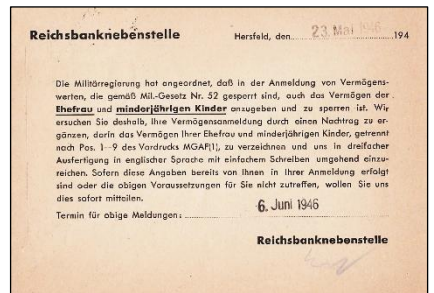 Reichsbanknebenstelle Hersfeld, den 23. Mai 1946 194
Die Militärregierung hat angeordnet, daß in der Anmeldung von Vermögens-
werten, die gemäß Mil.-Gesetz Nr. 52 gesperrt sind, auch das Vermögen der
Ehefrau und minderjährigen Kinder anzugeben und zu sperren ist. Wir
ersuchen Sie deshalb, Ihre Vermögensanmeldung durch einen Nachtrag zu er-
gänzen, darin das Vermögen Ihrer Ehefrau und minderjährigen Kinder, getrennt
nach Pos. 1—9 des Vordrucks MGAF(1), zu verzeichnen und uns in dreifacher
Ausfertigung in englischer Sprache mit einfachem Schreiben umgehend einzu-
reichen. Sofern diese Angaben bereits von Ihnen in Ihrer Anmeldung erfolgt
sind oder die obigen Voraussetzungen für Sie nicht zutreffen, wollen Sie uns
dies sofort mitteilen.
Termin für obige Meldungen: 6. Juni 1946
Reichsbanknebenstelle